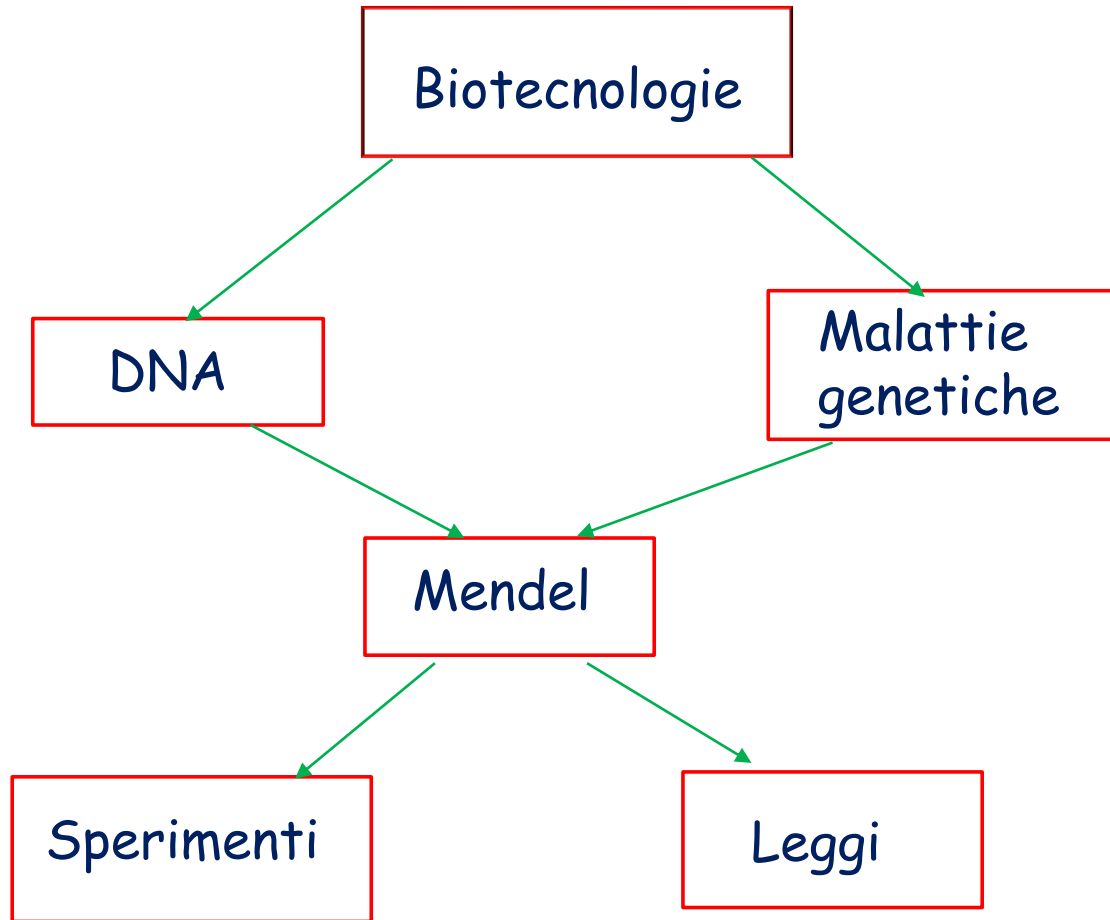 Biotecnologie
DNA
Malattie
genetiche
Mendel
Sperimenti
Leggi